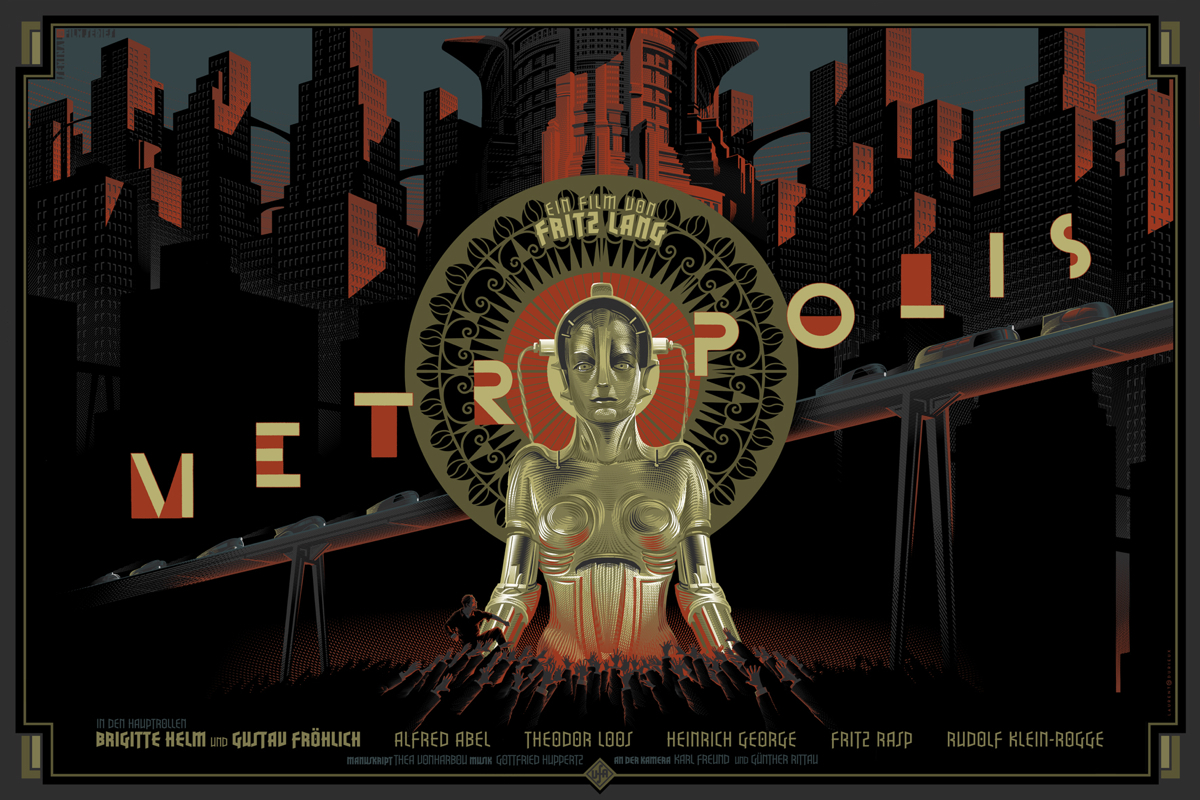 EIN FILM VON
FRITZ LANG
METROPOLIS
IN DEN HAUPTROLLEN
BRIGITTE HELM UND GUSTAV FRÖHLICH ALFRED ABEL THEODOR LOOS HEINRICH GEORGE FRITZ RASP RUDOLF KLEIN-ROGGE
MANUSKRIPT THEA VONHARBOU MUSIK GOTTFRIED HUPPERTZ AN DER KAMERA KARL FREUND UND GÜNTHER RITTAU
UFA